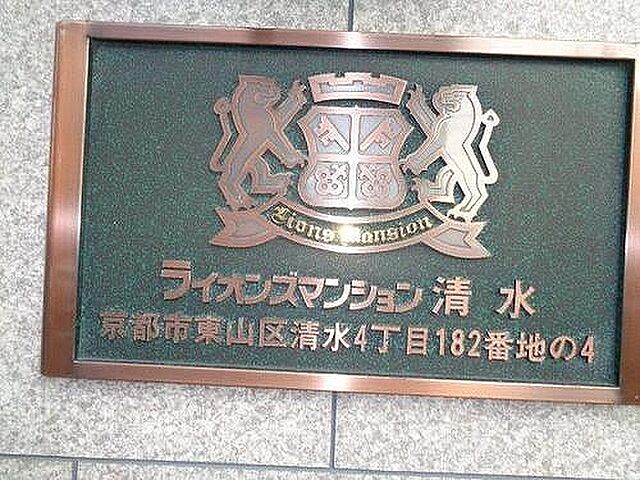 Lions Mansion
ライオンズマンション 清水
京都市東山区清水4丁目182番地の4